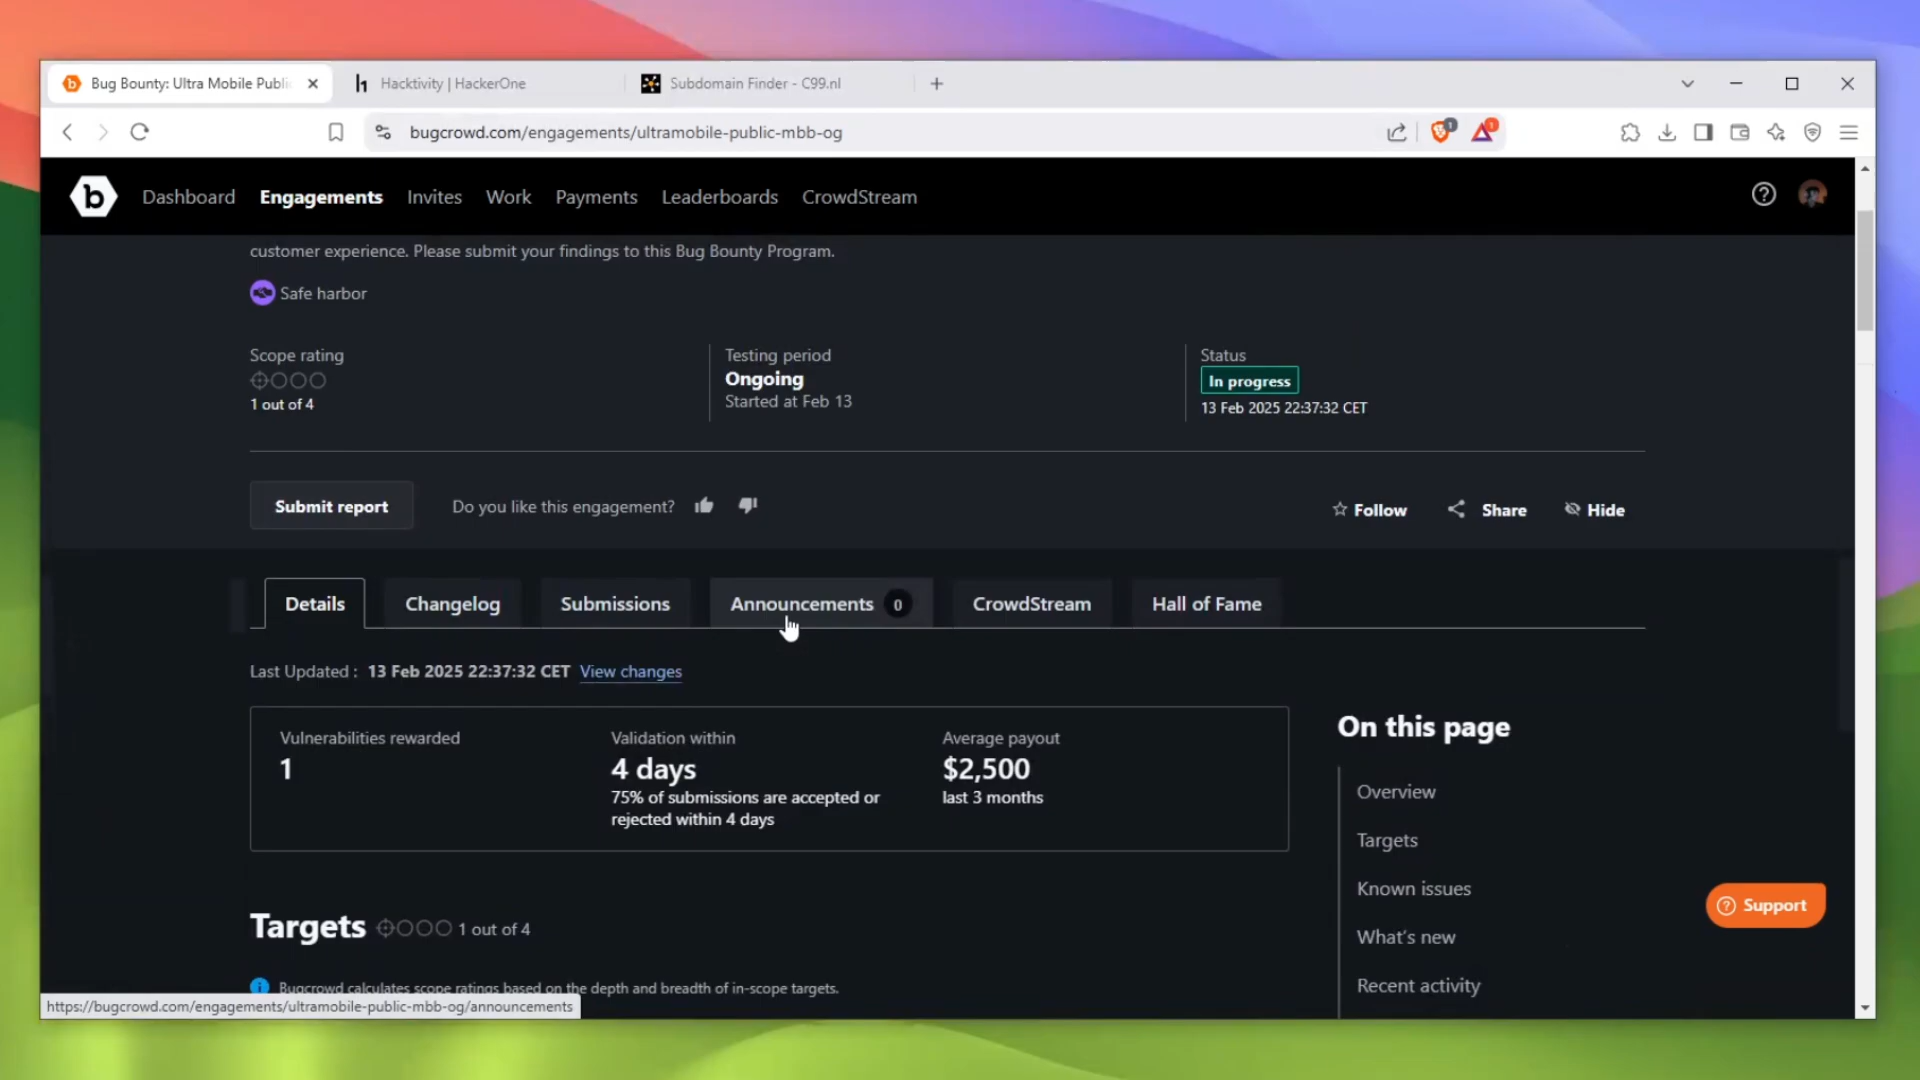 Bug Bounty: Ultra Mobile Publi
Hacktivity | HackerOne
Subdomain Finder - C99.nl
bugcrowd.com/engagements/ultramobile-public-mbb-og
1
1
b
Dashboard
Engagements
Invites
Work
Payments
Leaderboards
CrowdStream
customer experience. Please submit your findings to this Bug Bounty Program.
Safe harbor
Scope rating
1 out of 4
Testing period
Ongoing
Started at Feb 13
Status
In progress
13 Feb 2025 22:37:32 CET
Submit report
Do you like this engagement?
Follow
Share
Hide
Details
Changelog
Submissions
Announcements 0
CrowdStream
Hall of Fame
Last Updated : 13 Feb 2025 22:37:32 CET View changes
Vulnerabilities rewarded
1
Validation within
4 days
75% of submissions are accepted or
rejected within 4 days
Average payout
$2,500
last 3 months
On this page
Overview
Targets
Known issues
What's new
Recent activity
Targets 1 out of 4
Bugcrowd calculates scope ratings based on the depth and breadth of in-scope targets.
Support
https://bugcrowd.com/engagements/ultramobile-public-mbb-og/announcements